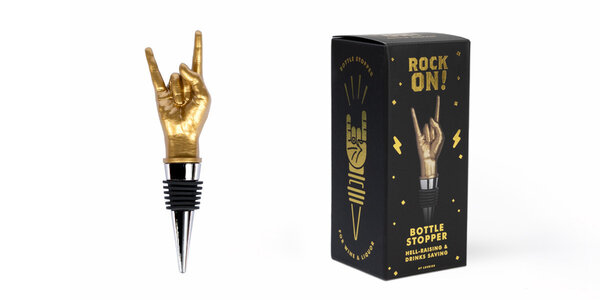 BOTTLE STOPPER
FOR WINE & LIQUOR
ROCK
ON!
BOTTLE
STOPPER
HELL-RAISING &
DRINKS SAVING